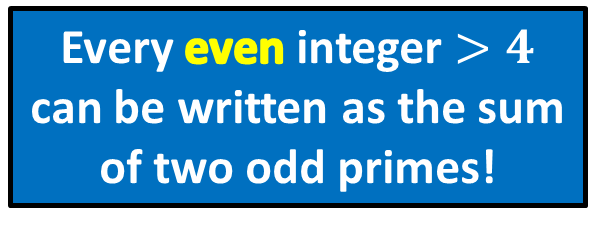 Every even integer > 4
can be written as the sum
of two odd primes!